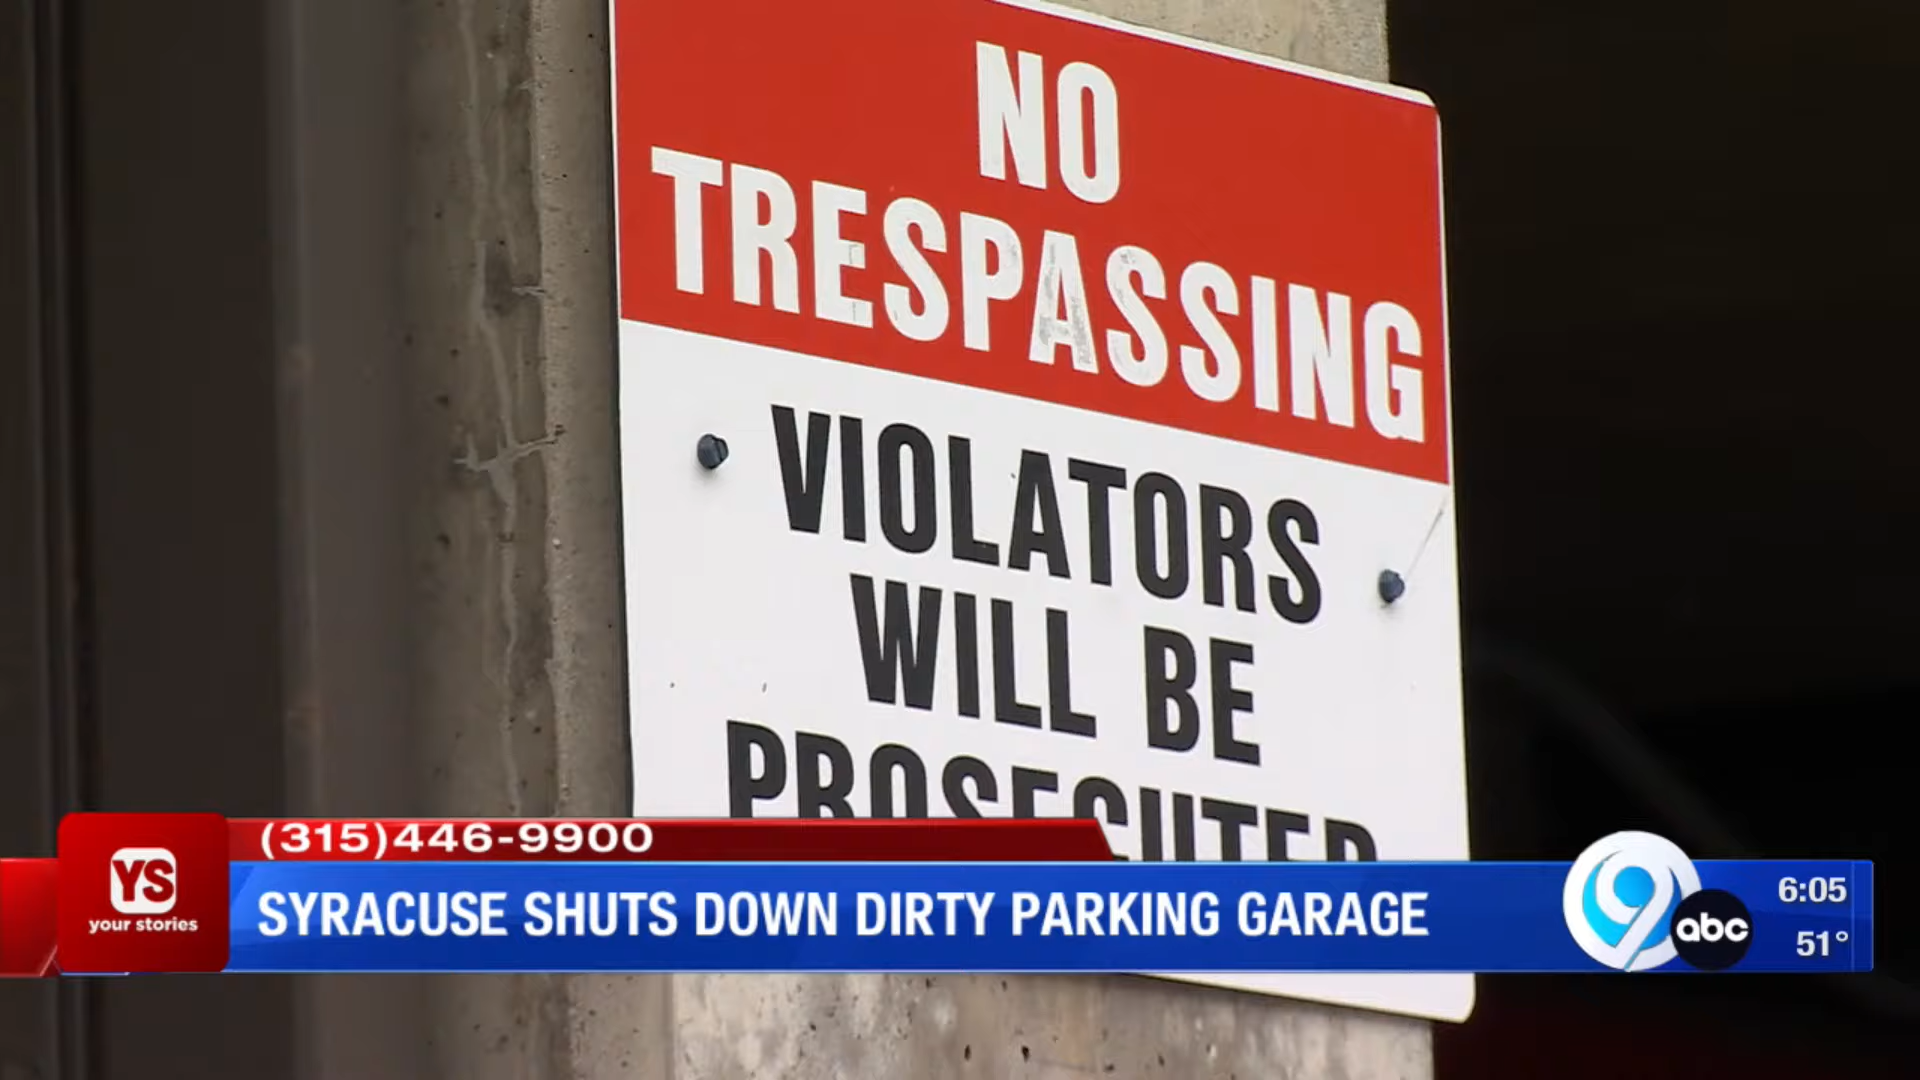 NO
TRESPASSING
VIOLATORS
WILL BE
PROSECUTED
(315)446-9900
YS
your stories
SYRACUSE SHUTS DOWN DIRTY PARKING GARAGE
9
abc
6:05
51°